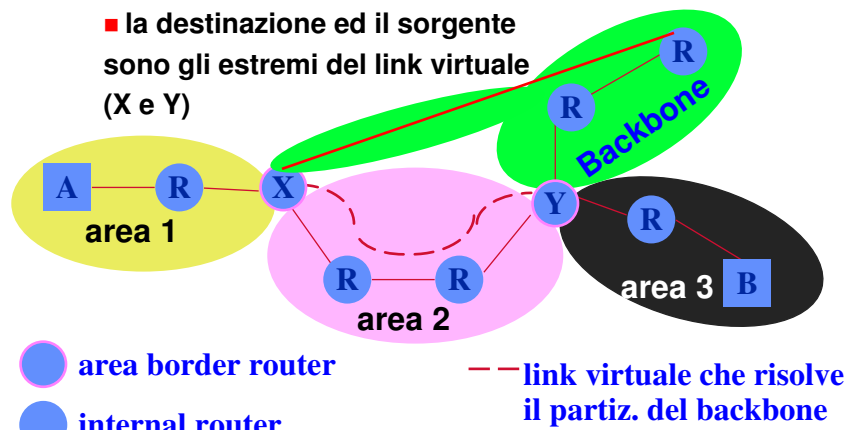 la destinazione ed il sorgente
sono gli estremi del link virtuale
(X e Y)
R
R
Backbone
A
R
X
Y
R
area 1
R
R
area 3
B
area 2
area border router
link virtuale che risolve
il partiz. del backbone
internal router